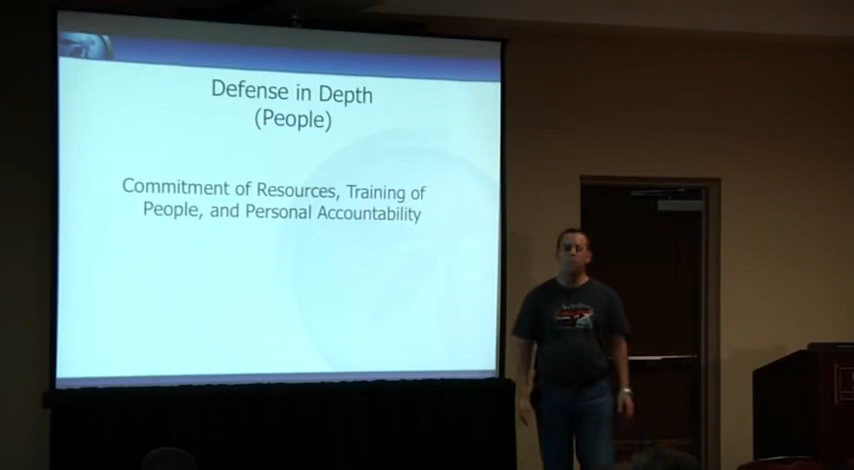 Defense in Depth
(People)
Commitment of Resources, Training of
People, and Personal Accountability